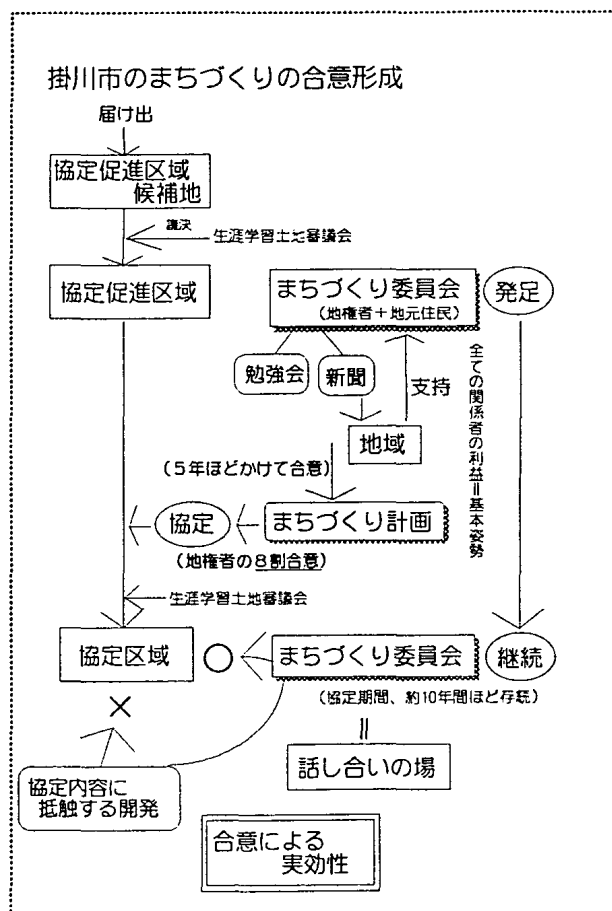 掛川市のまちづくりの合意形成
届け出
協定促進区域
候補地
議決
生涯学習土地審議会
協定促進区域
まちづくり委員会
(地権者+地元住民)
発足
勉強会
新聞
支持
地域
全ての関係者の利益=基本姿勢
(5年ほどかけて合意)
協定
まちづくり計画
(地権者の8割合意)
生涯学習土地審議会
協定区域
○
まちづくり委員会
継続
(協定期間、約10年間ほど存続)
×
=
話し合いの場
協定内容に
抵触する開発
合意による
実効性